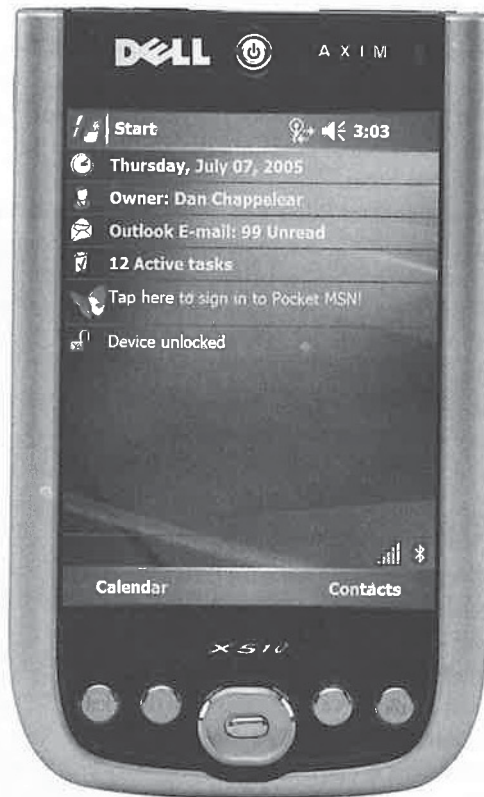 DELL AXIM
Start 3:03
Thursday, July 07, 2005
Owner: Dan Chappelear
Outlook E-mail: 99 Unread
12 Active tasks
Tap here to sign in to Pocket MSN!
Device unlocked
Calendar Contacts
X51v